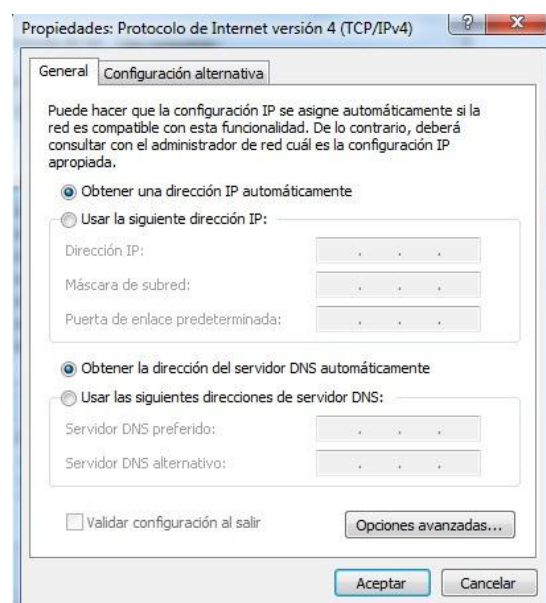 Propiedades: Protocolo de Internet versión 4 (TCP/IPv4)
General
Configuración alternativa
Puede hacer que la configuración IP se asigne automáticamente si la
red es compatible con esta funcionalidad. De lo contrario, deberá
consultar con el administrador de red cuál es la configuración IP
apropiada.
Obtener una dirección IP automáticamente
Usar la siguiente dirección IP:
Dirección IP:
Máscara de subred:
Puerta de enlace predeterminada:
Obtener la dirección del servidor DNS automáticamente
Usar las siguientes direcciones de servidor DNS:
Servidor DNS preferido:
Servidor DNS alternativo:
Validar configuración al salir
Opciones avanzadas...
Aceptar
Cancelar